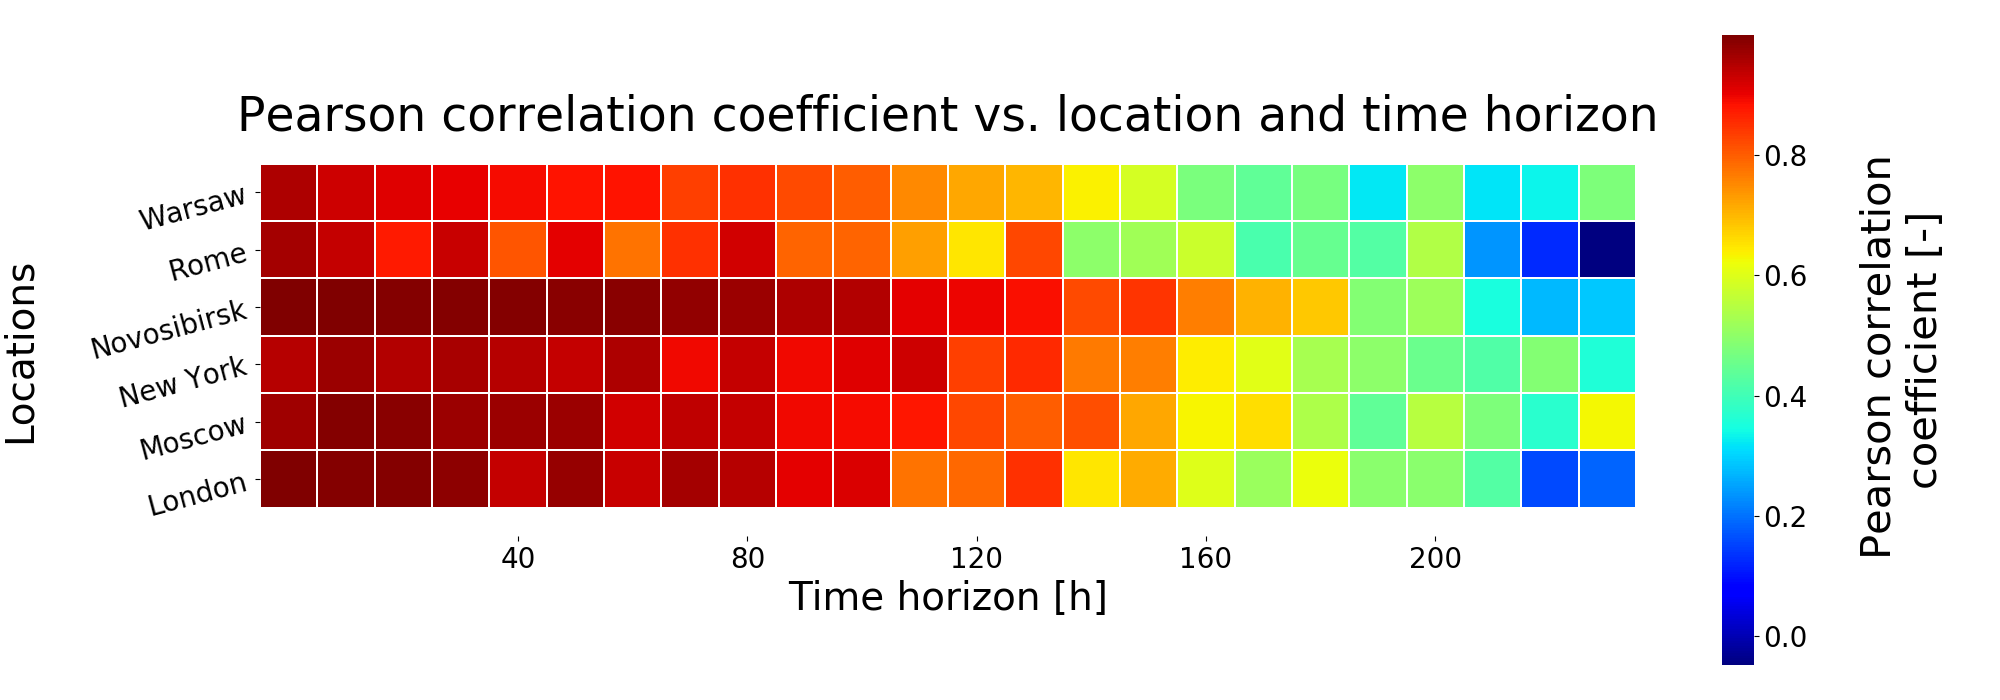 Pearson correlation coefficient vs. location and time horizon
Locations
Warsaw
Rome
Novosibirsk
New York
Moscow
London
40 80 120 160 200
Time horizon [h]
0.8
0.6
0.4
0.2
0.0
Pearson correlation
coefficient [-]